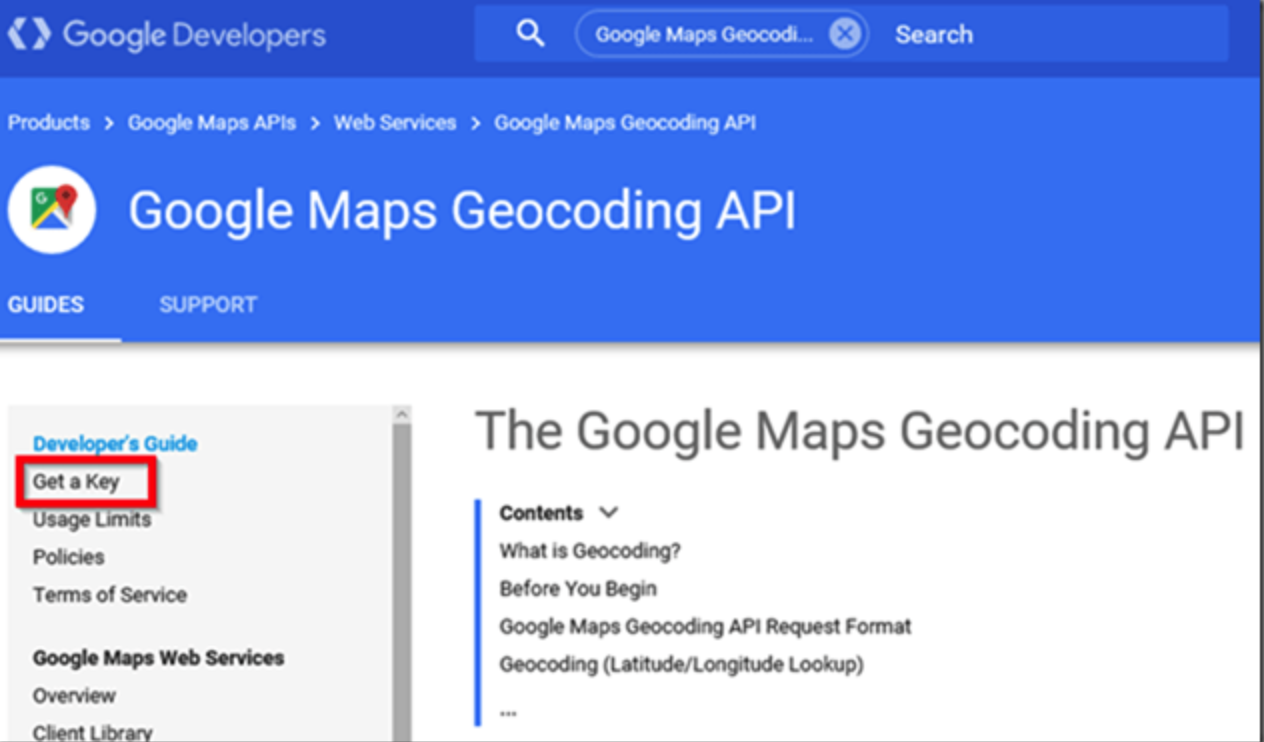 Google Developers
Google Maps Geocodi...
Search
Products > Google Maps APIs > Web Services > Google Maps Geocoding API
G
Google Maps Geocoding API
GUIDES
SUPPORT
Developer's Guide
Get a Key
Usage Limits
Policies
Terms of Service
Google Maps Web Services
Overview
Client Library
The Google Maps Geocoding API
Contents
What is Geocoding?
Before You Begin
Google Maps Geocoding API Request Format
Geocoding (Latitude/Longitude Lookup)
...